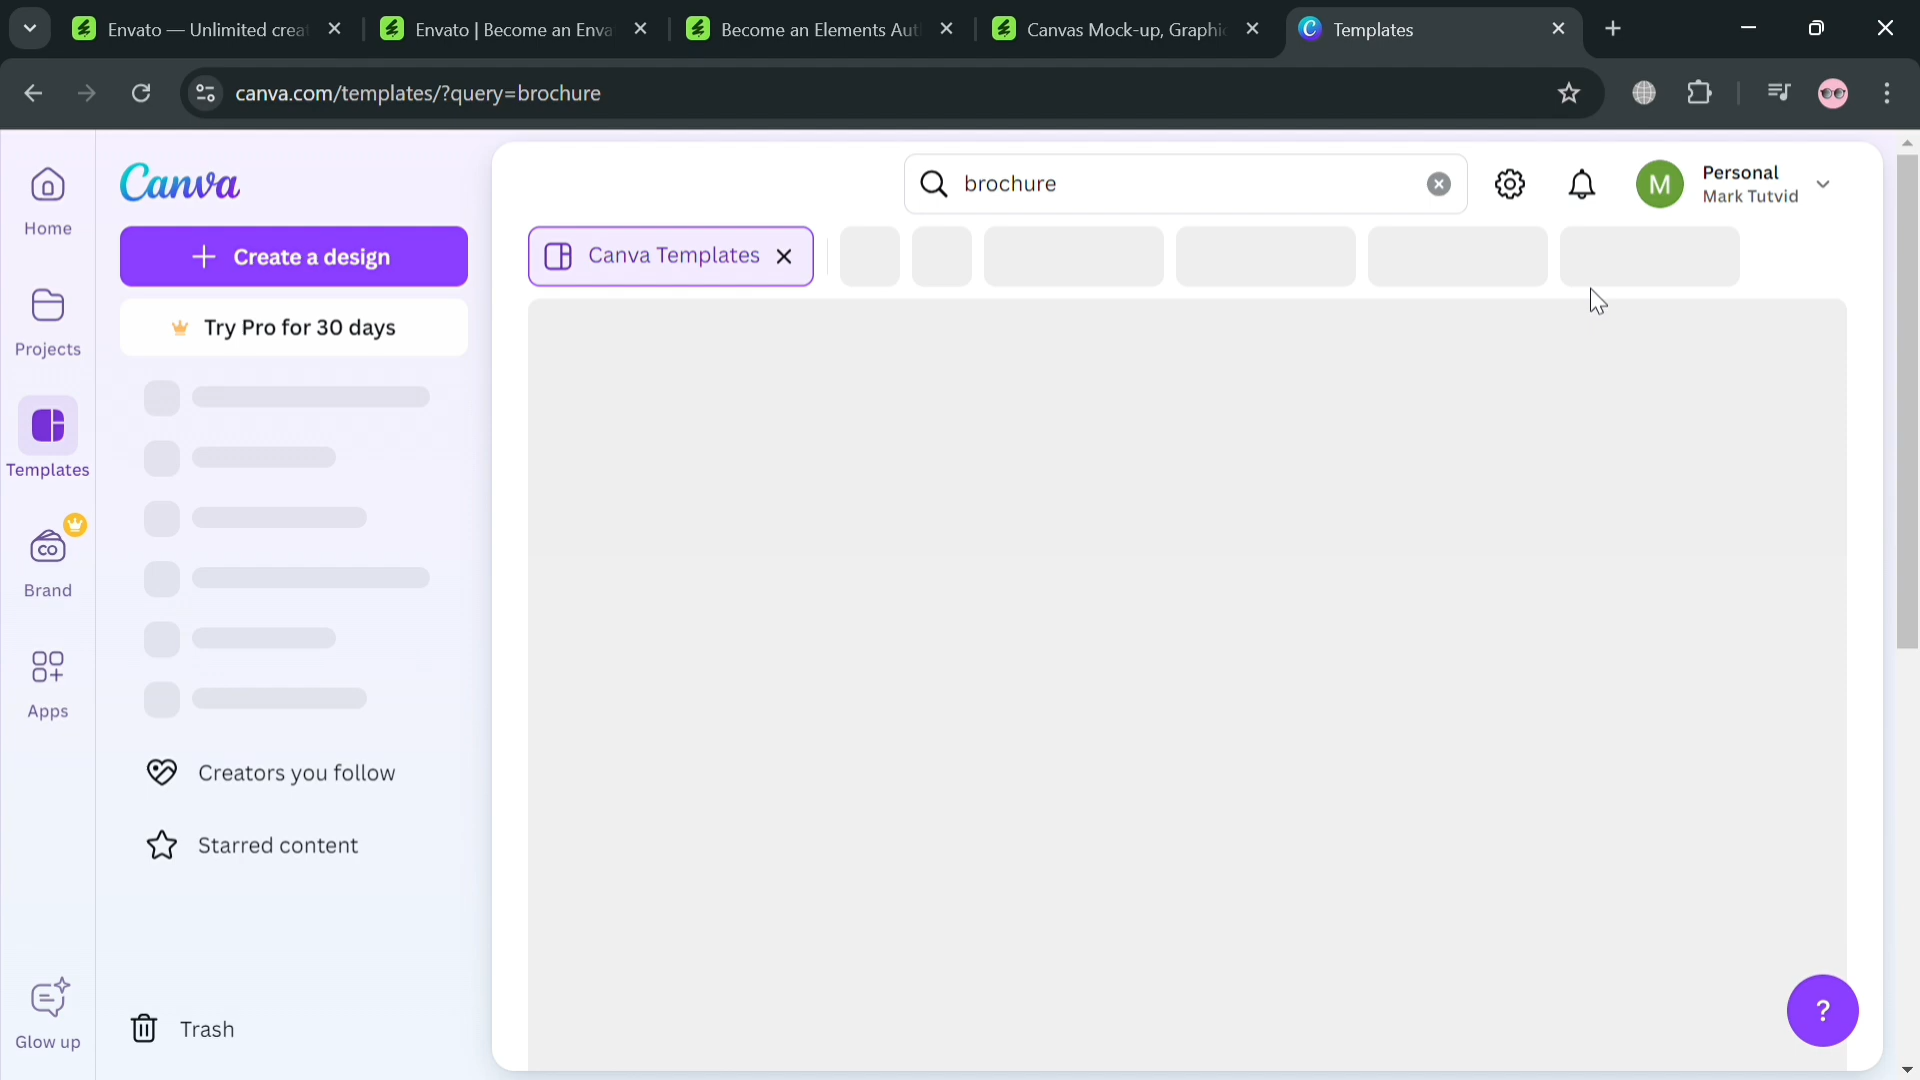 Envato — Unlimited crea
Envato | Become an Enva
Become an Elements Aut
Canvas Mock-up, Graphi
Templates
canva.com/templates/?query=brochure
Canva
brochure
M
Personal
Mark Tutvid
Home
Create a design
Canva Templates
Try Pro for 30 days
Projects
Templates
CO
Brand
Apps
Creators you follow
Starred content
Glow up
Trash
?